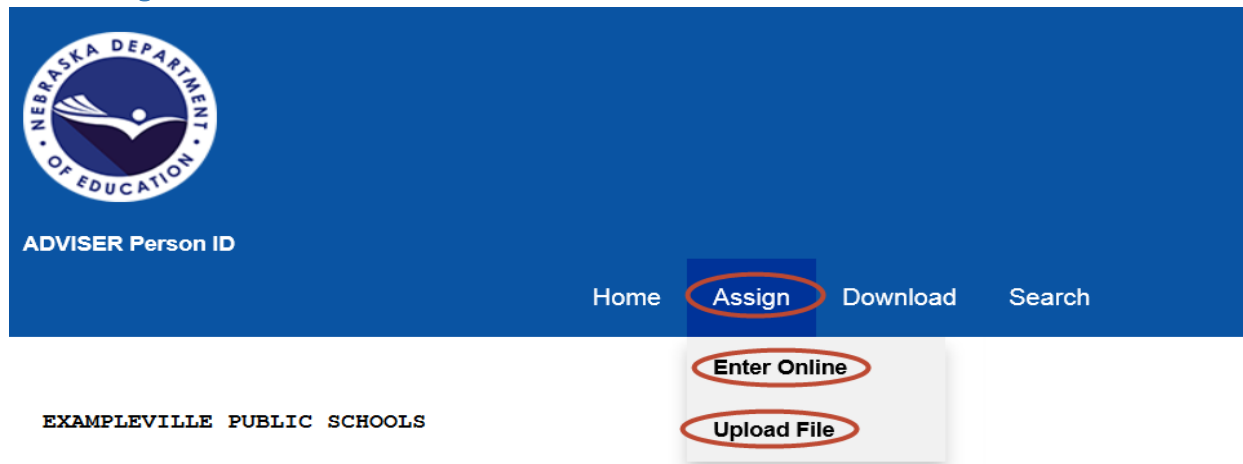 NEBRASKA DEPARTMENT
OF EDUCATION
ADVISER Person ID
Home Assign Download Search
Enter Online
EXAMPLEVILLE PUBLIC SCHOOLS
Upload File